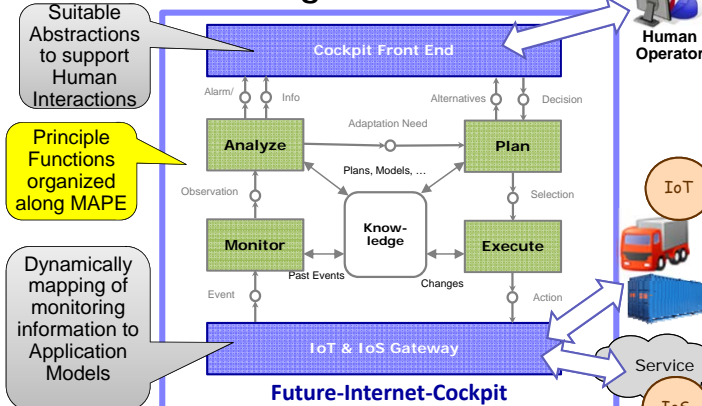 Suitable
Abstractions
to support
Human
Interactions
Cockpit Front End
Human
Operator
Alarm/
Info
Alternatives
Decision
Principle
Functions
organized
along MAPE
Analyze
Adaptation Need
Plan
Plans, Models, ...
Observation
Selection
IoT
Know-
ledge
Monitor
Execute
Past Events
Changes
Dynamically
mapping of
monitoring
information to
Application
Models
Event
Action
IoT & IoS Gateway
Service
Future-Internet-Cockpit
IoS